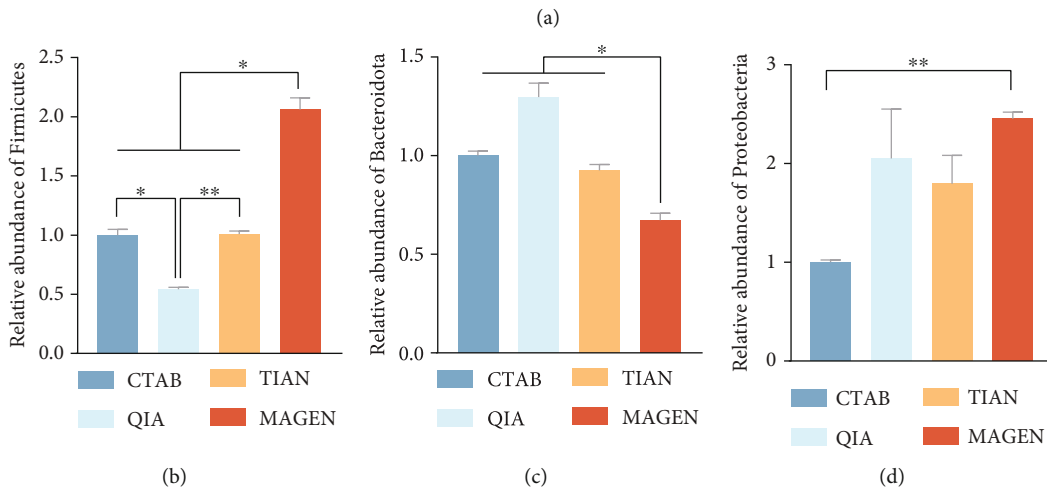 (a)
Relative abundance of Firmicutes
2.5
2.0
1.5
1.0
0.5
0.0
*
*
**
CTAB
TIAN
QIA
MAGEN
(b)
Relative abundance of Bacteroidota
1.5
1.0
0.5
0.0
*
CTAB
TIAN
QIA
MAGEN
(c)
Relative abundance of Proteobacteria
3
2
1
0
**
CTAB
TIAN
QIA
MAGEN
(d)